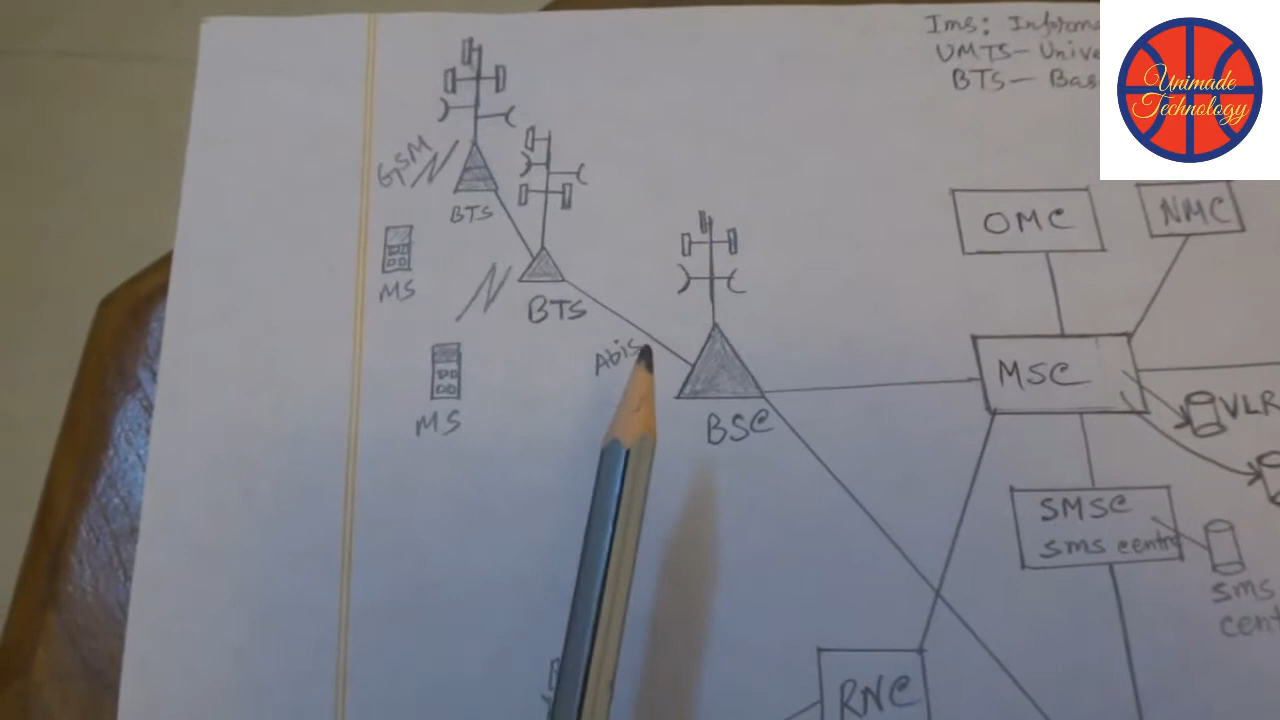 Ims: Informa
UMTS- Unive
BTS- Bas
Unimade
Technology
GSM
BTS
MS
BTS
MS
Abis
BSC
OMC
NMC
MSC
VLR
SMSC
sms centre
sms
cent
RNC